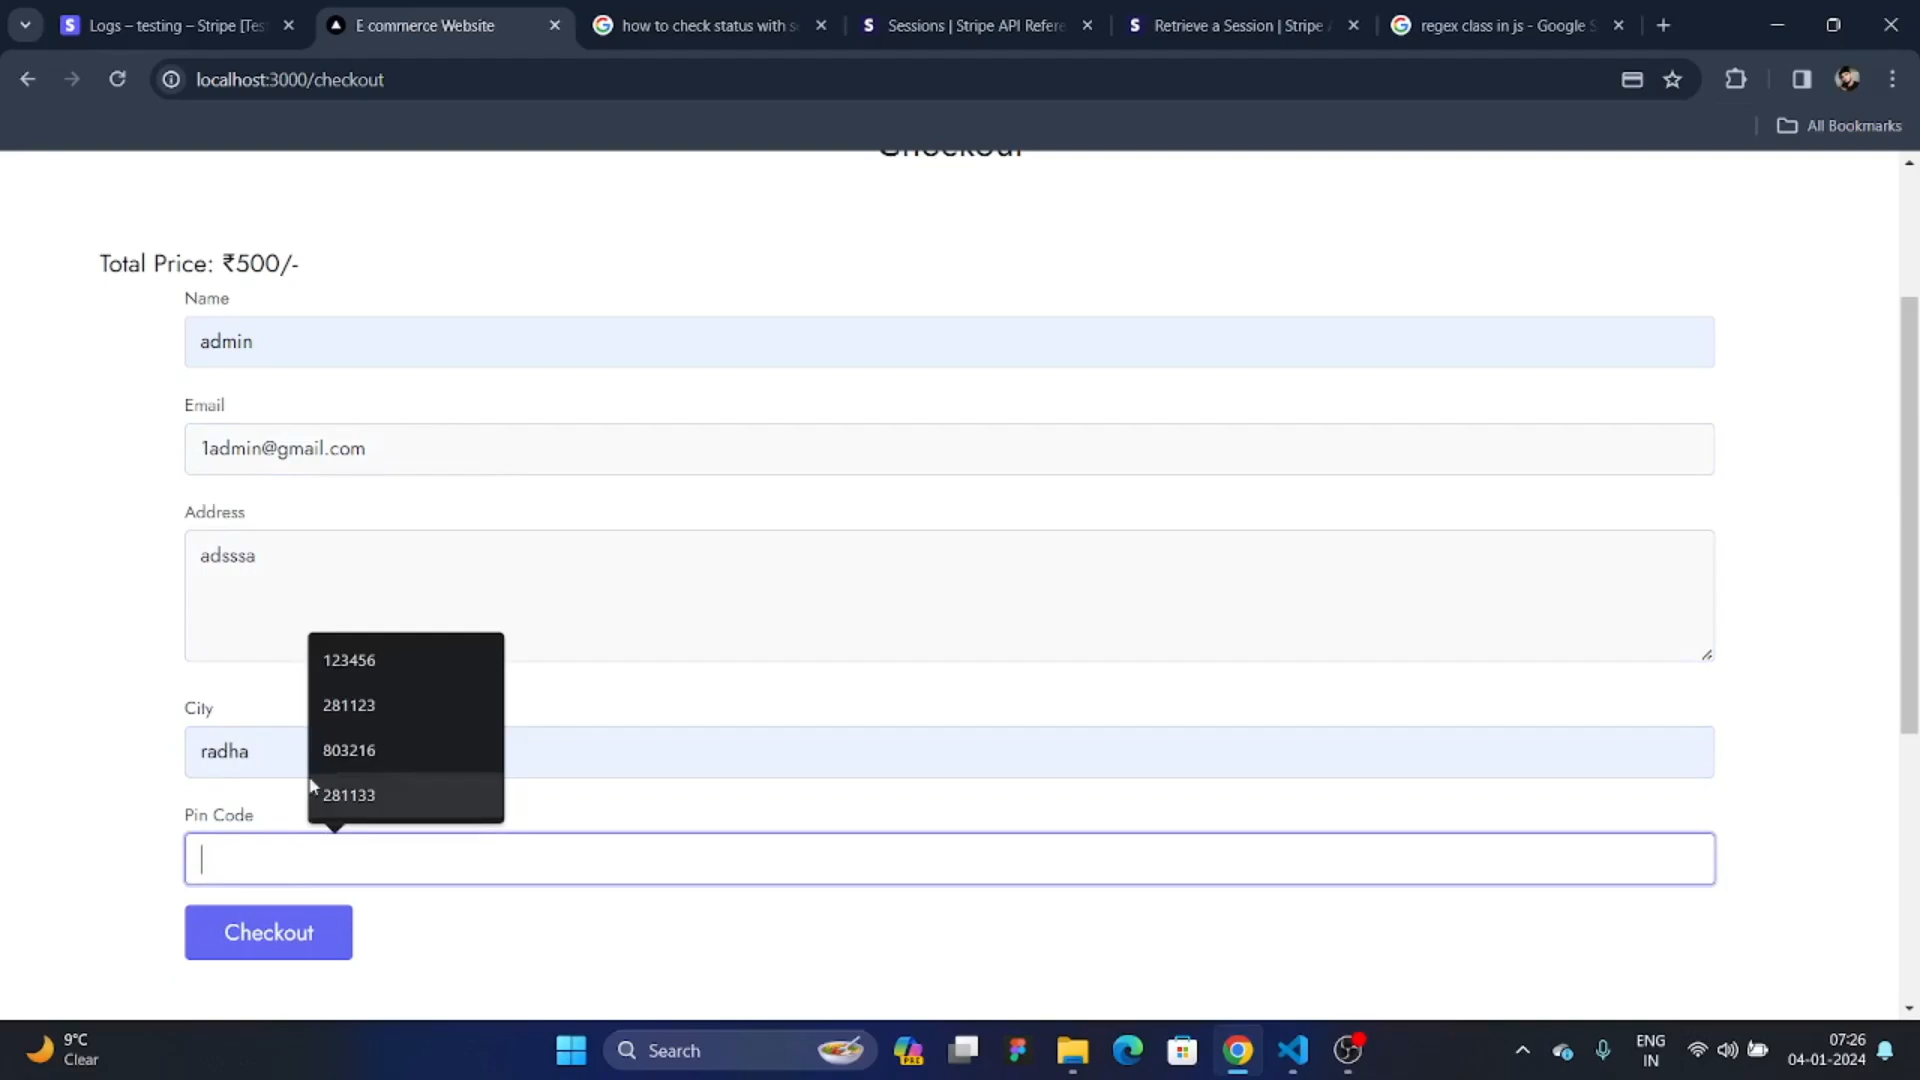 Logs – testing – Stripe [Tes
E commerce Website
how to check status with s
Sessions | Stripe API Refere
Retrieve a Session | Stripe
regex class in js - Google S
localhost:3000/checkout
All Bookmarks
Checkout
Total Price: ₹500/-
Name
admin
Email
1admin@gmail.com
Address
adsssa
123456
281123
803216
281133
City
radha
Pin Code
Checkout
9°C
Clear
Search
PRE
ENG
IN
07:26
04-01-2024